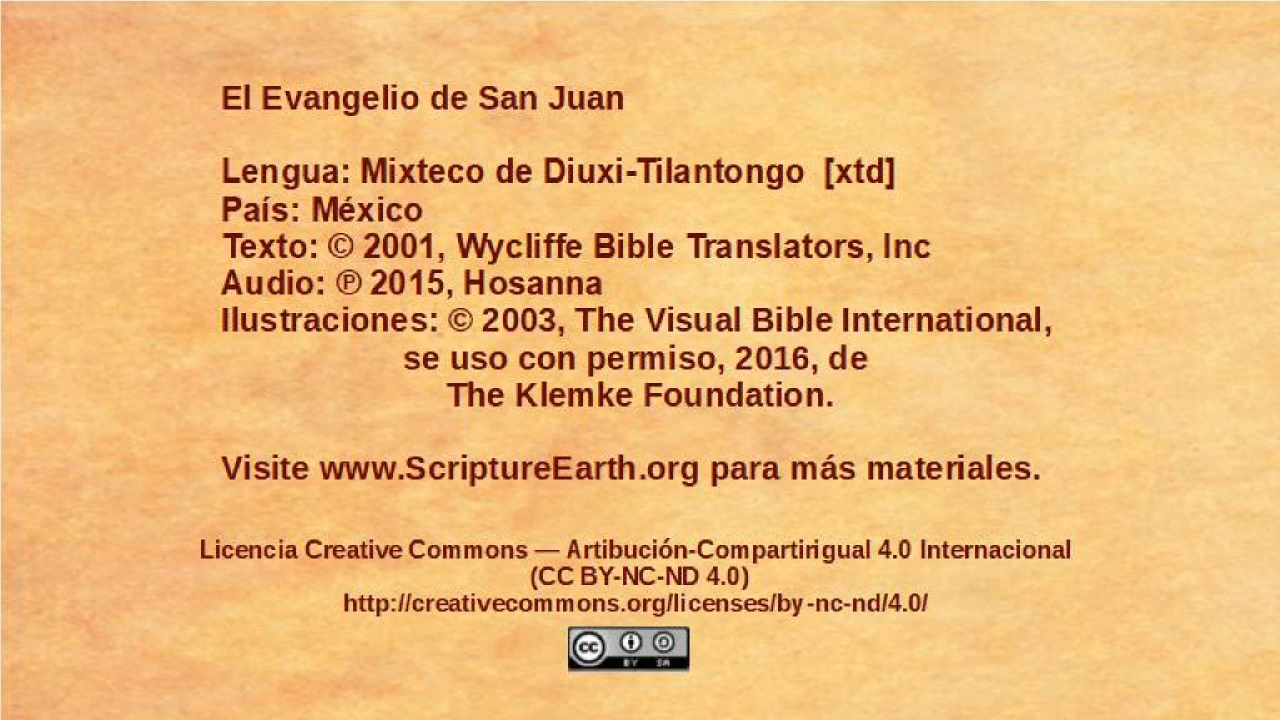 El Evangelio de San Juan
Lengua: Mixteco de Diuxi-Tilantongo [xtd]
País: México
Texto: © 2001, Wycliffe Bible Translators, Inc
Audio: ℗ 2015, Hosanna
Ilustraciones: © 2003, The Visual Bible International,
se uso con permiso, 2016, de
The Klemke Foundation.
Visite www.ScriptureEarth.org para más materiales.
Licencia Creative Commons — Artibución-Compartirigual 4.0 Internacional
(CC BY-NC-ND 4.0)
http://creativecommons.org/licenses/by-nc-nd/4.0/
cc BY SA